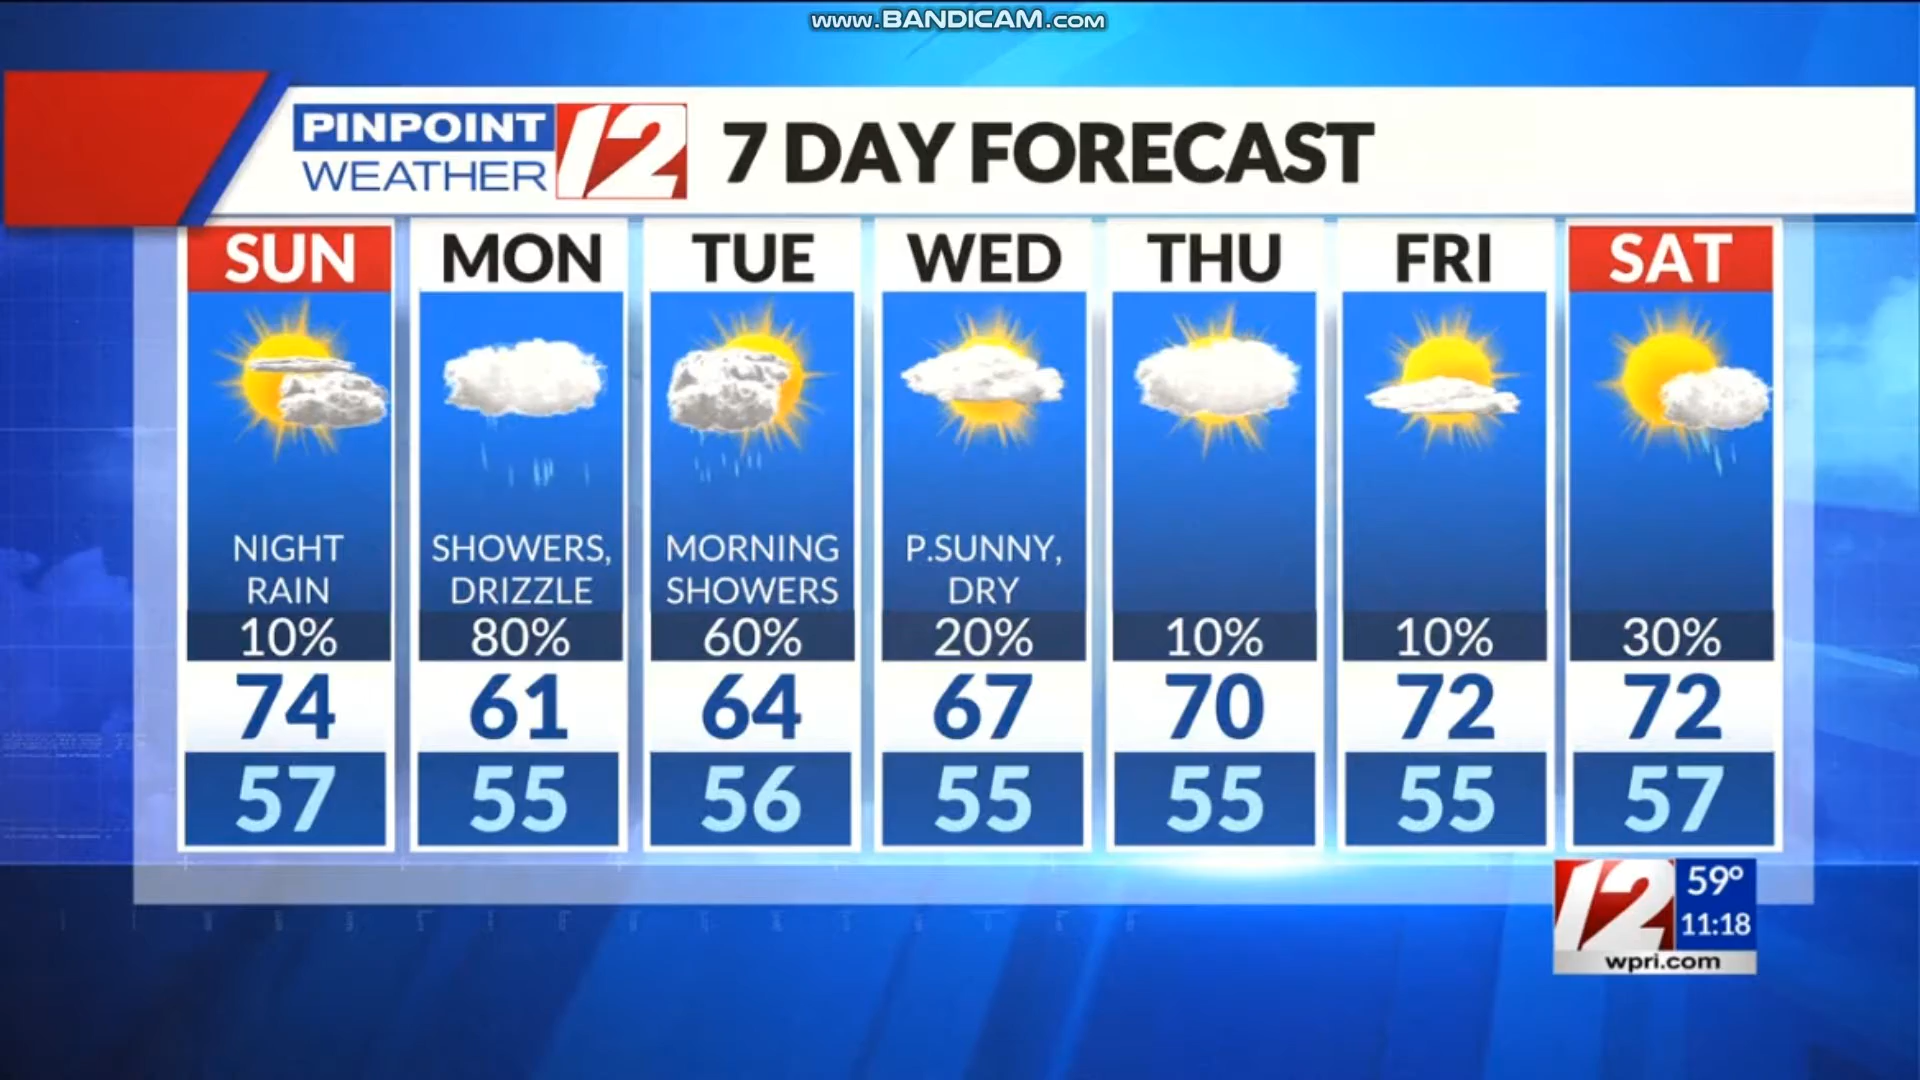 www.BANDICAM.com
PINPOINT
WEATHER
12
7 DAY FORECAST
SUN
MON
TUE
WED
THU
FRI
SAT
NIGHT
RAIN
SHOWERS,
DRIZZLE
MORNING
SHOWERS
P.SUNNY,
DRY
10%
80%
60%
20%
10%
10%
30%
74
61
64
67
70
72
72
57
55
56
55
55
55
57
12
59°
11:18
wpri.com